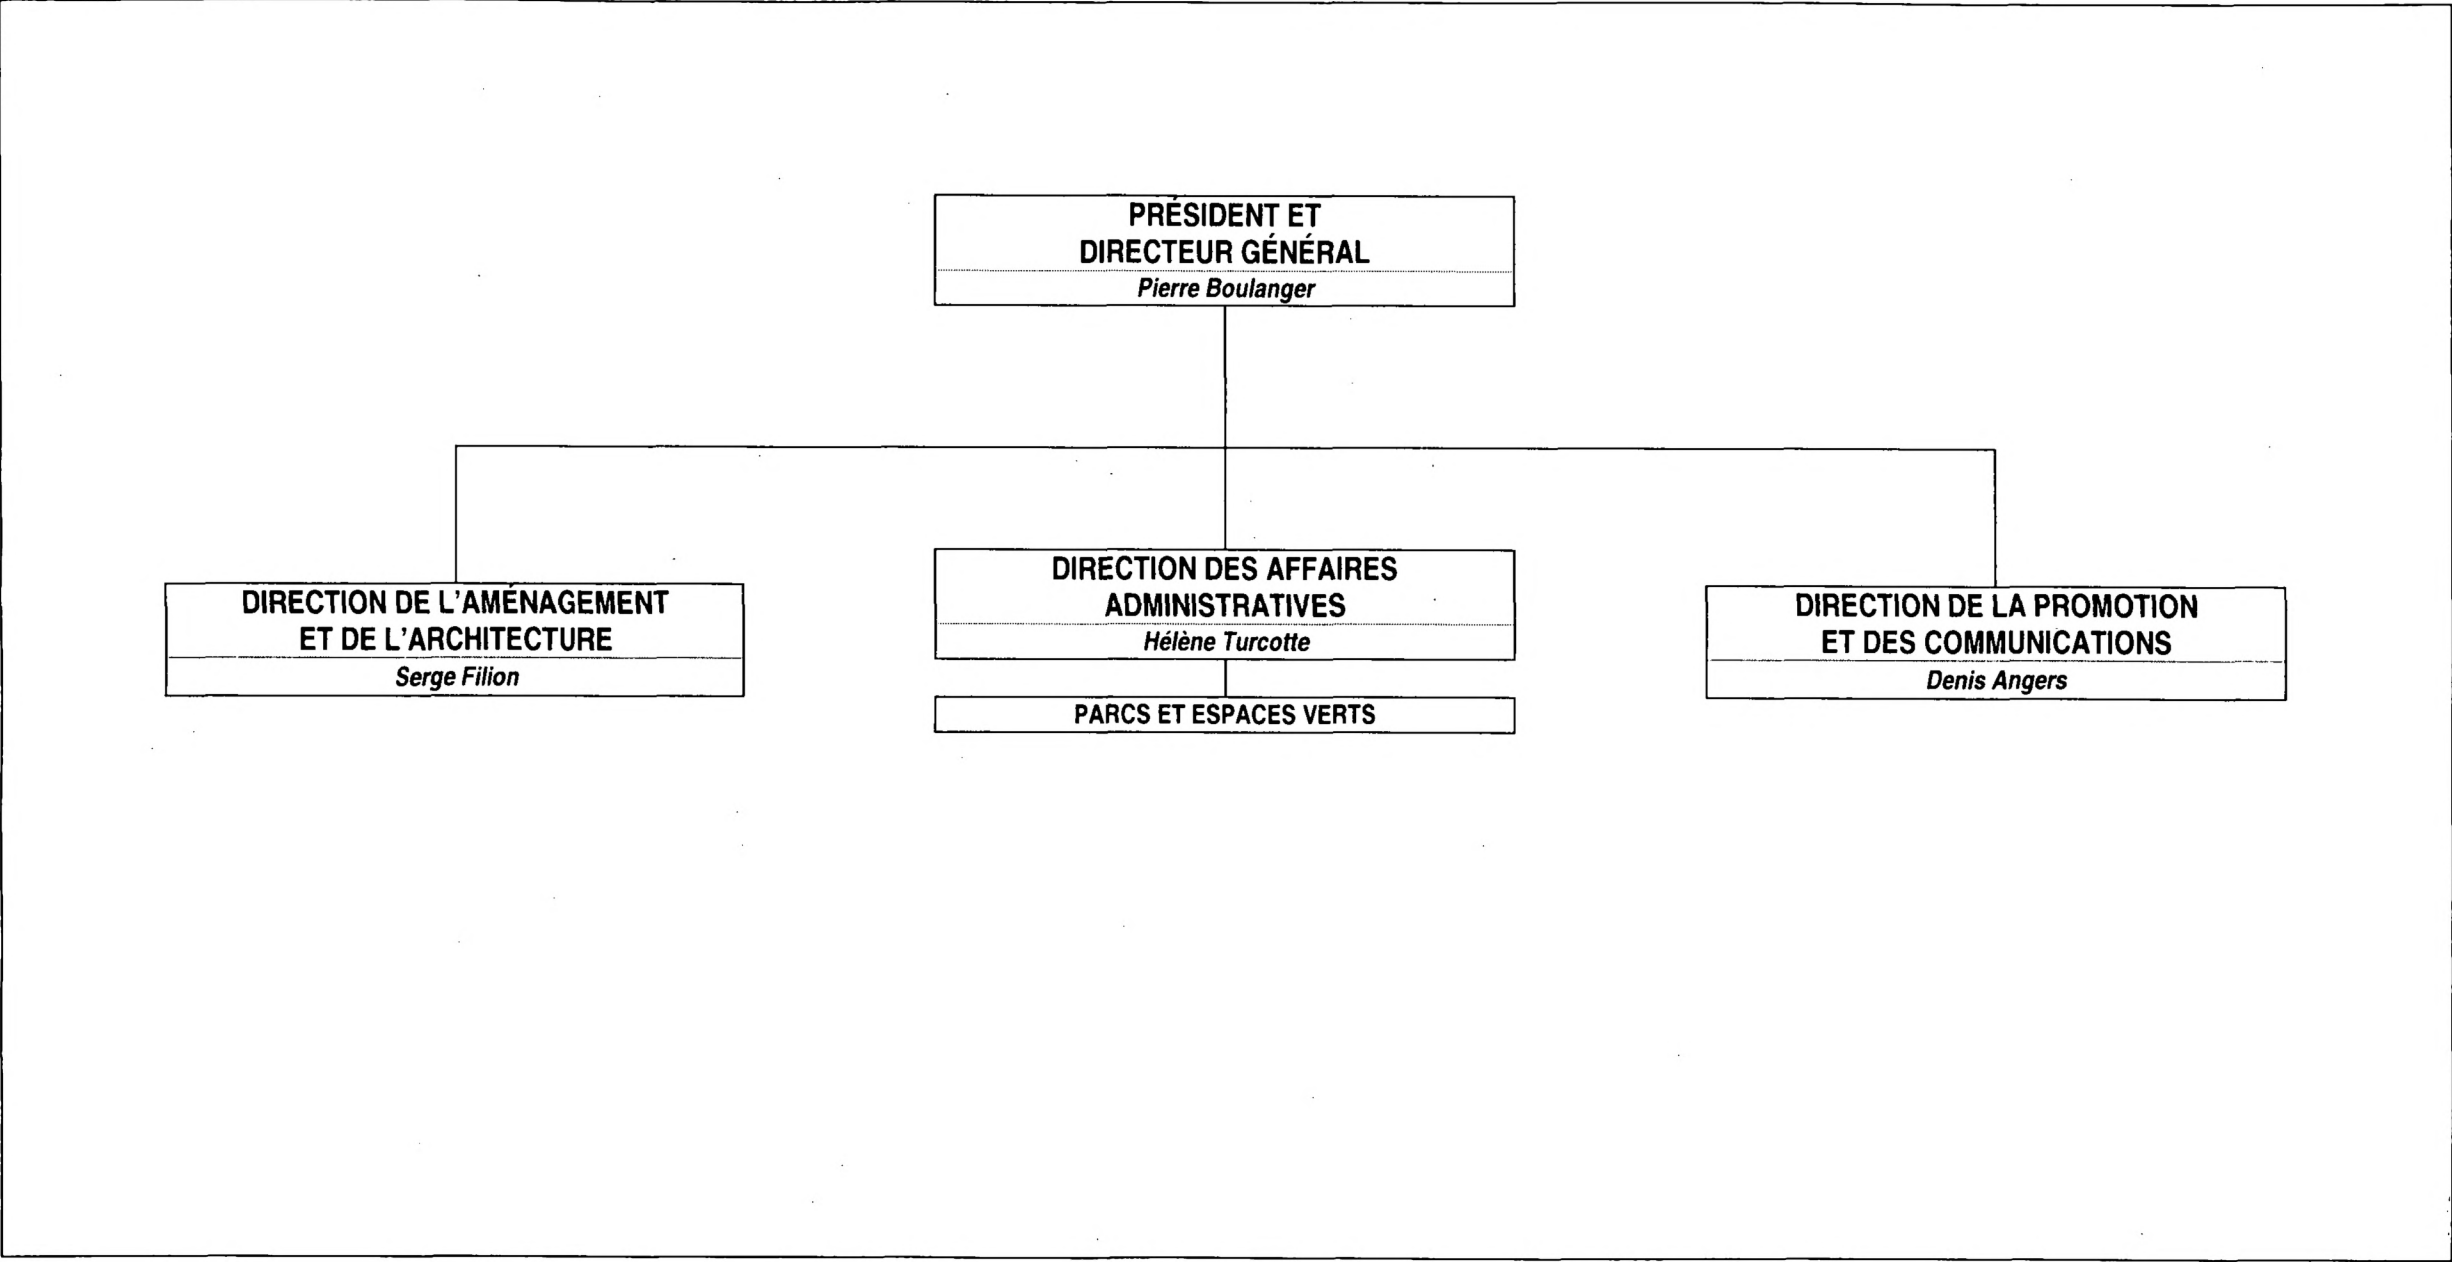 PRÉSIDENT ET
DIRECTEUR GÉNÉRAL
Pierre Boulanger
DIRECTION DE L'AMÉNAGEMENT
ET DE L'ARCHITECTURE
Serge Filion
DIRECTION DES AFFAIRES
ADMINISTRATIVES
Hélène Turcotte
PARCS ET ESPACES VERTS
DIRECTION DE LA PROMOTION
ET DES COMMUNICATIONS
Denis Angers